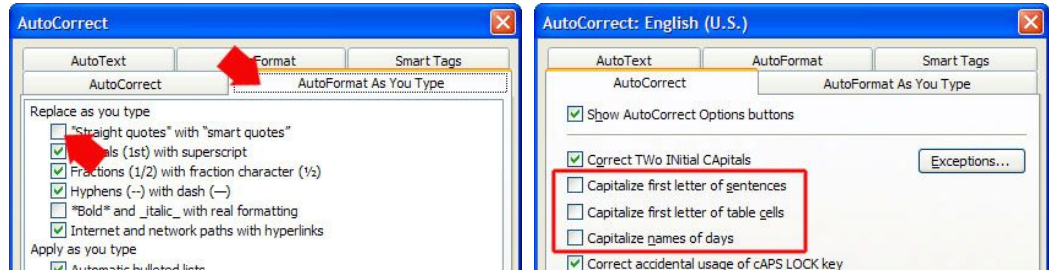 AutoCorrect
AutoText Format Smart Tags
AutoCorrect AutoFormat As You Type
Replace as you type
"Straight quotes" with “smart quotes”
als (1st) with superscript
Fractions (1/2) with fraction character (½)
Hyphens (--) with dash (—)
*Bold* and _italic_ with real formatting
Internet and network paths with hyperlinks
Apply as you type
Automatic bulleted lists
AutoCorrect: English (U.S.)
AutoText AutoFormat Smart Tags
AutoCorrect AutoFormat As You Type
Show AutoCorrect Options buttons
Correct TWo INitial CApitals Exceptions...
Capitalize first letter of sentences
Capitalize first letter of table cells
Capitalize names of days
Correct accidental usage of cAPS LOCK key